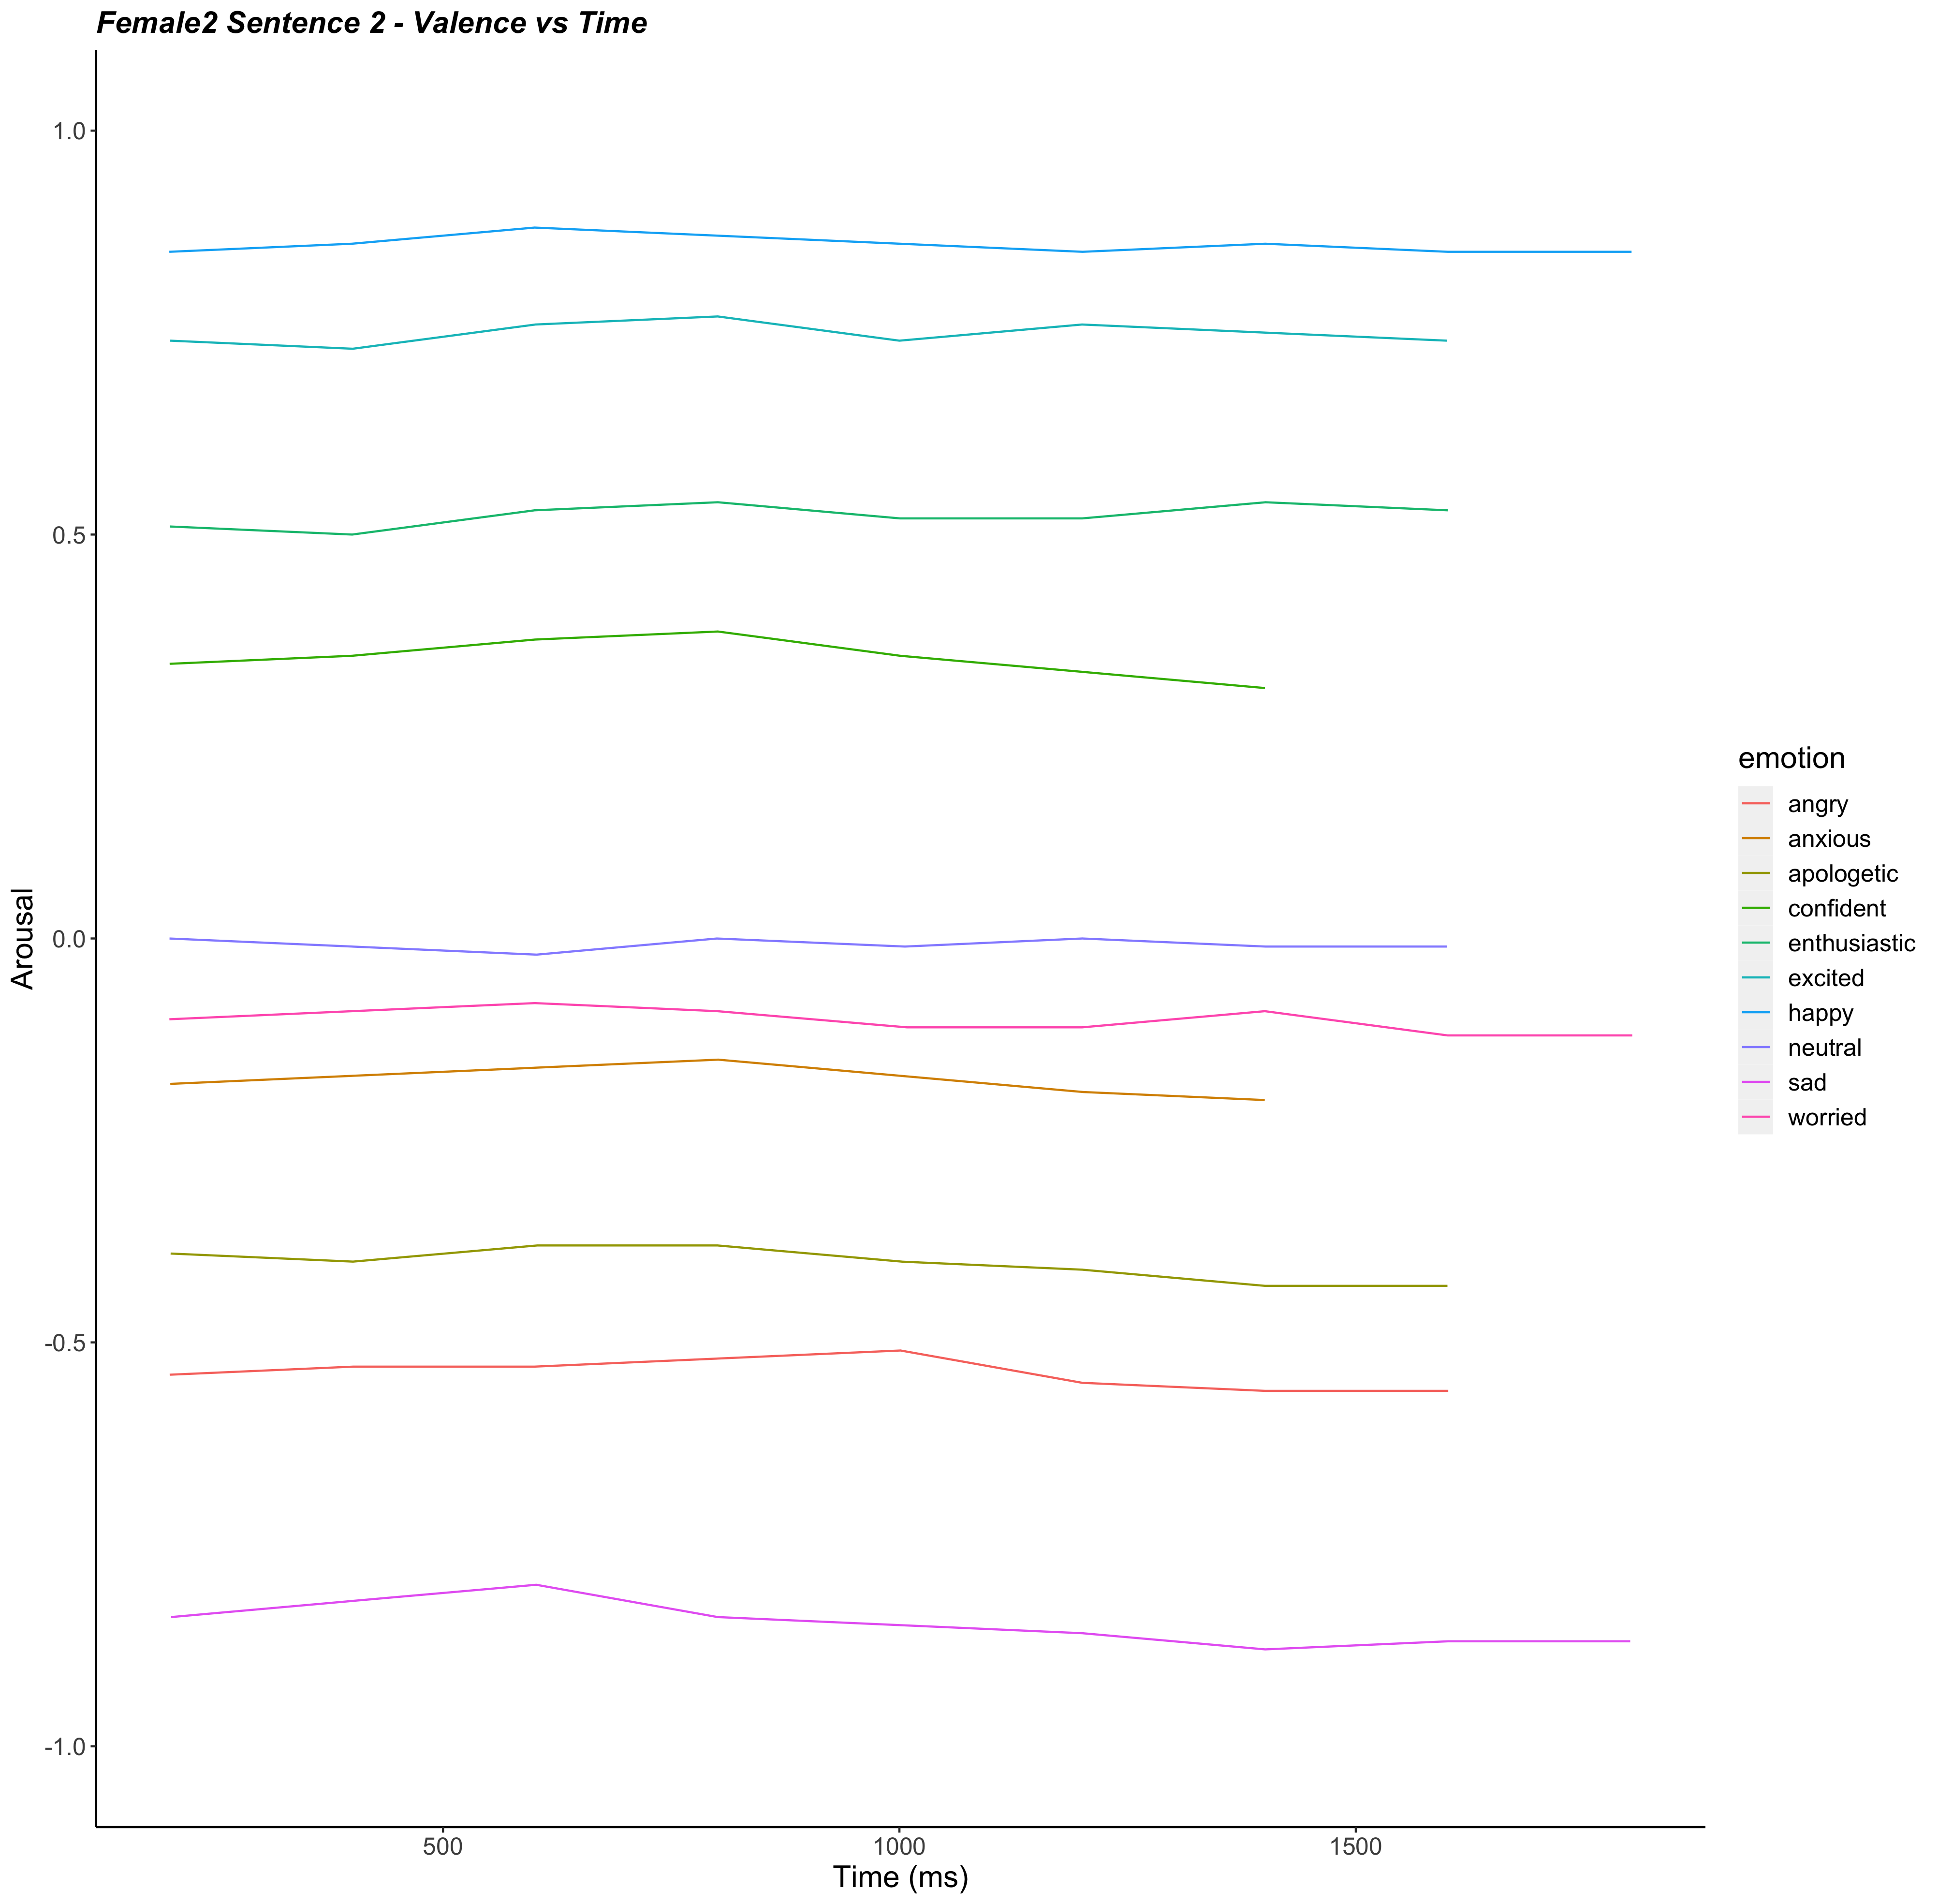 Female2 Sentence 2 - Valence vs Time
1.0
0.5
0.0
-0.5
-1.0
Arousal
500
1000
1500
Time (ms)
emotion
angry
anxious
apologetic
confident
enthusiastic
excited
happy
neutral
sad
worried